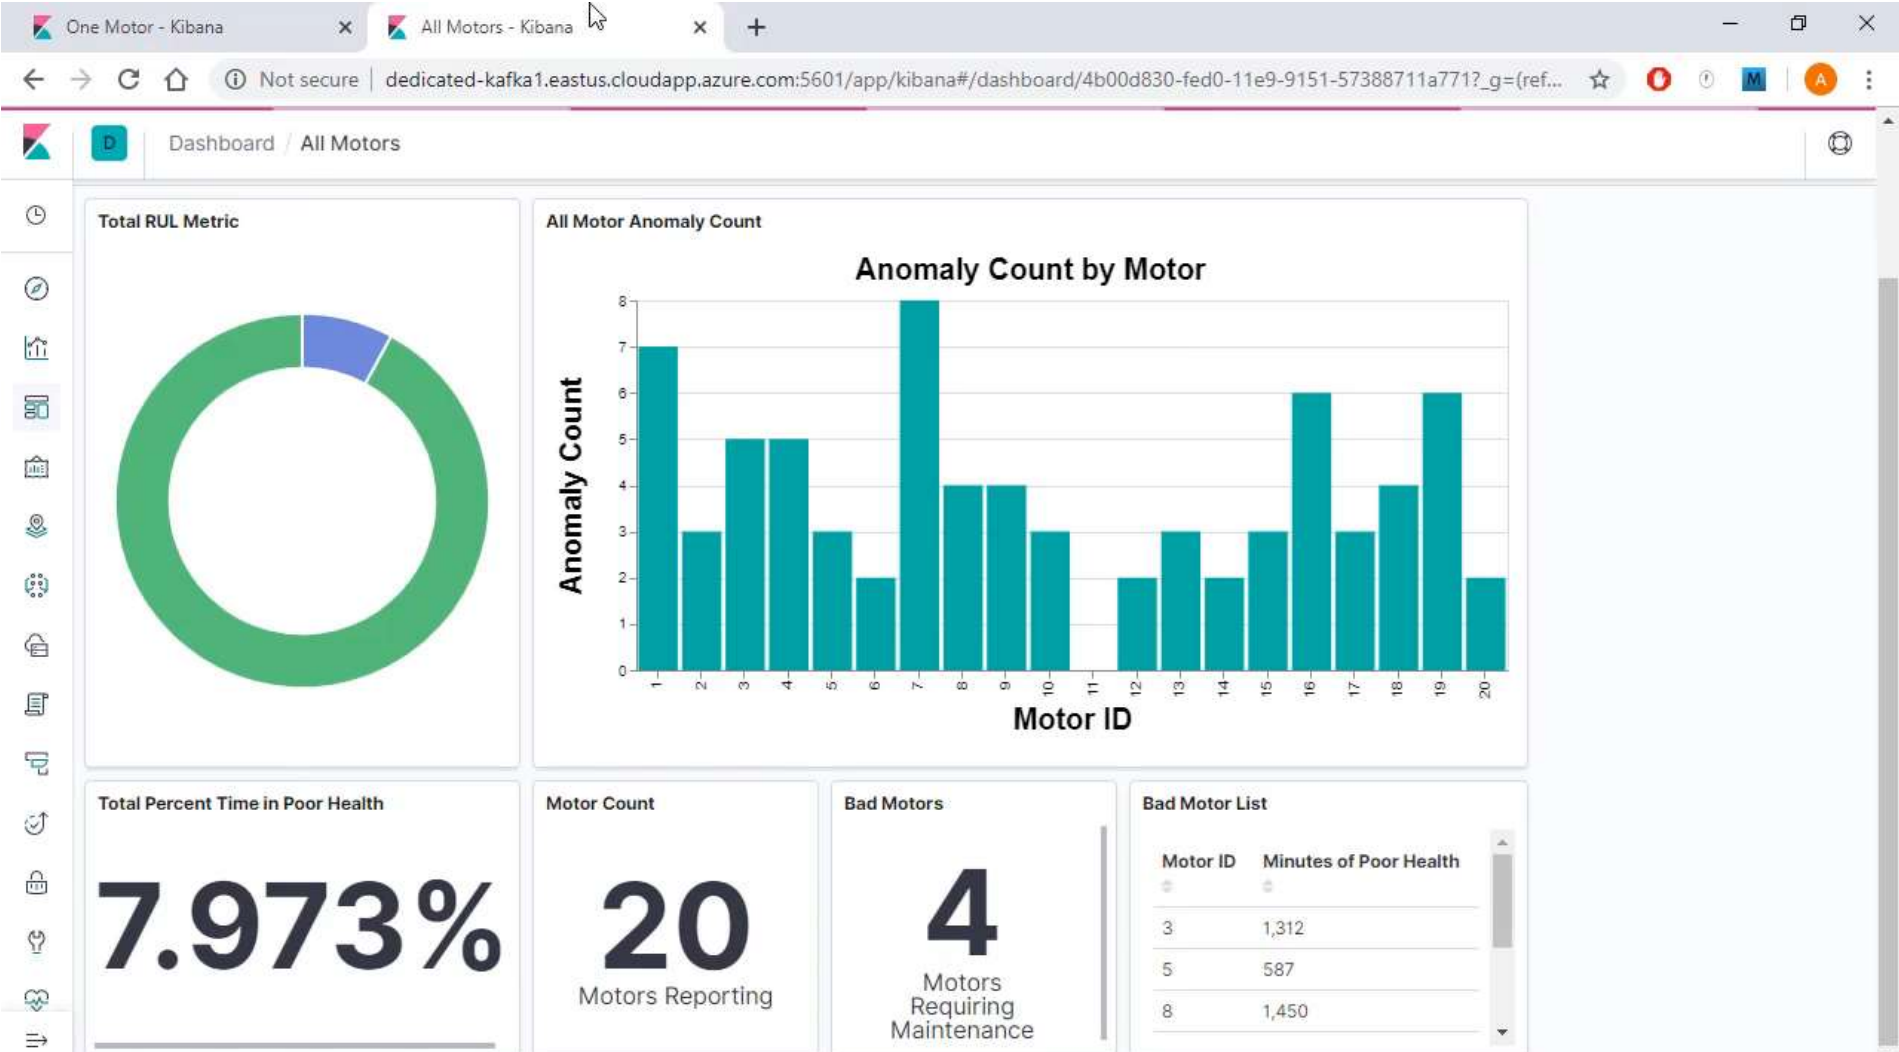 One Motor - Kibana
All Motors - Kibana
Not secure | dedicated-kafka1.eastus.cloudapp.azure.com:5601/app/kibana#/dashboard/4b00d830-fed0-11e9-9151-57388711a771?_g=(ref...
M
A
D
Dashboard / All Motors
Total RUL Metric
All Motor Anomaly Count
Anomaly Count by Motor
Anomaly Count
8
7
6
5
4
3
2
1
0
1 2 3 4 5 6 7 8 9 10 11 12 13 14 15 16 17 18 19 20
Motor ID
Total Percent Time in Poor Health
7.973%
Motor Count
20
Motors Reporting
Bad Motors
4
Motors
Requiring
Maintenance
Bad Motor List
Motor ID Minutes of Poor Health
3 1,312
5 587
8 1,450